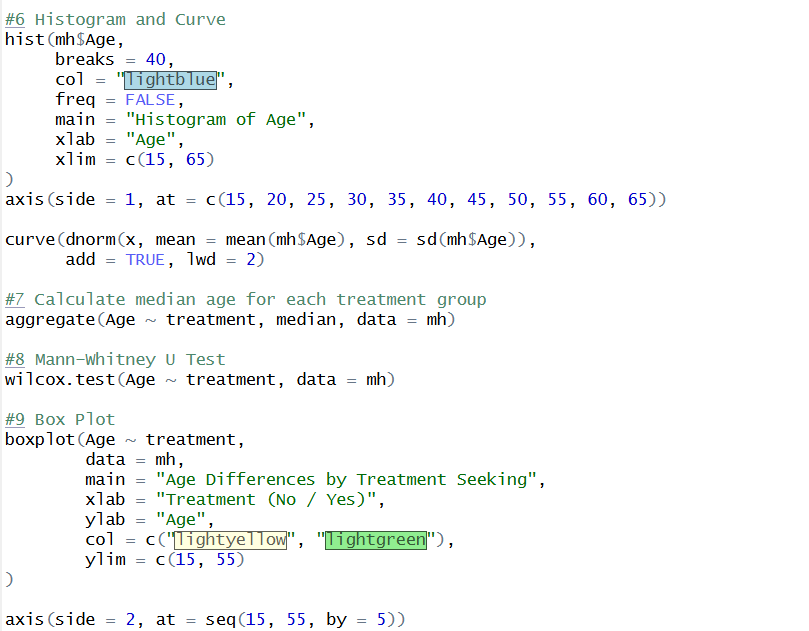 #6 Histogram and Curve
hist(mh$Age,
     breaks = 40,
     col = "lightblue",
     freq = FALSE,
     main = "Histogram of Age",
     xlab = "Age",
     xlim = c(15, 65)
)
axis(side = 1, at = c(15, 20, 25, 30, 35, 40, 45, 50, 55, 60, 65))

curve(dnorm(x, mean = mean(mh$Age), sd = sd(mh$Age)),
      add = TRUE, lwd = 2)

#7 Calculate median age for each treatment group
aggregate(Age ~ treatment, median, data = mh)

#8 Mann-Whitney U Test
wilcox.test(Age ~ treatment, data = mh)

#9 Box Plot
boxplot(Age ~ treatment,
        data = mh,
        main = "Age Differences by Treatment Seeking",
        xlab = "Treatment (No / Yes)",
        ylab = "Age",
        col = c("lightyellow", "lightgreen"),
        ylim = c(15, 55)
)

axis(side = 2, at = seq(15, 55, by = 5))